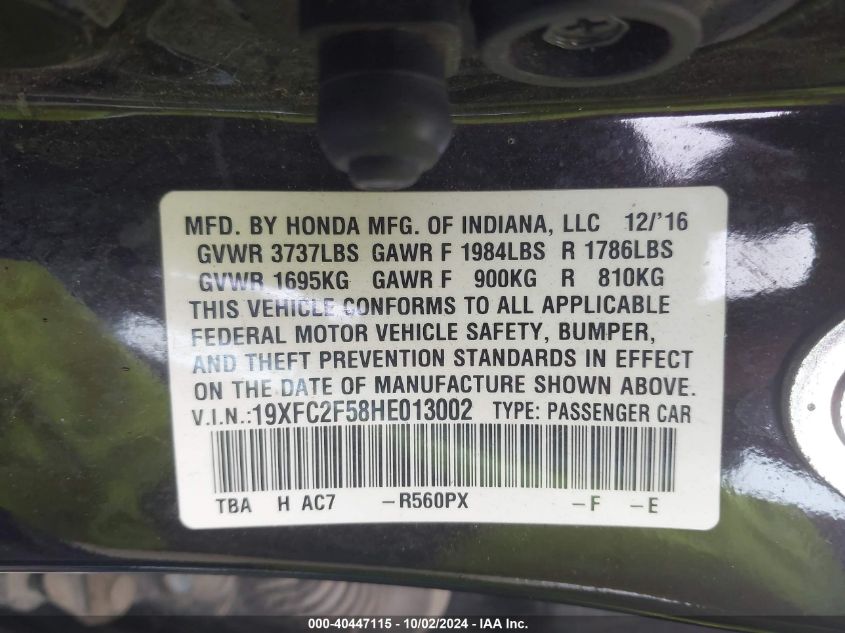 MFD. BY HONDA MFG. OF INDIANA, LLC 12/'16
GVWR 3737LBS GAWR F 1984LBS R 1786LBS
GVWR 1695KG GAWR F 900KG R 810KG
THIS VEHICLE CONFORMS TO ALL APPLICABLE
FEDERAL MOTOR VEHICLE SAFETY, BUMPER,
AND THEFT PREVENTION STANDARDS IN EFFECT
ON THE DATE OF MANUFACTURE SHOWN ABOVE.
V.I.N.:19XFC2F58HE013002 TYPE: PASSENGER CAR
TBA H AC7 -R560PX -F -E
000-40447115 - 10/02/2024 - IAA Inc.